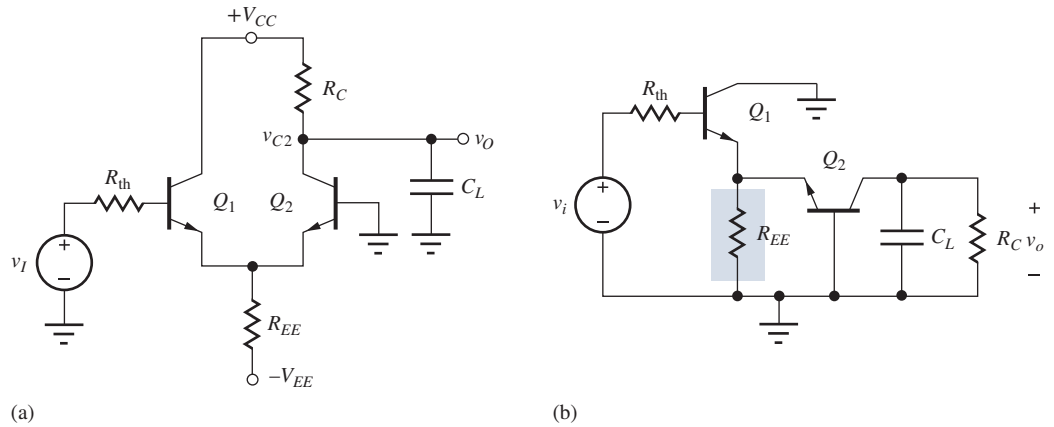 +V_CC
R_C
v_C2
v_O
R_th
Q_1
Q_2
C_L
+
v_I
–
R_EE
–V_EE
(a)
R_th
Q_1
Q_2
+
v_i
–
R_EE
C_L
R_C
+
v_o
–
(b)